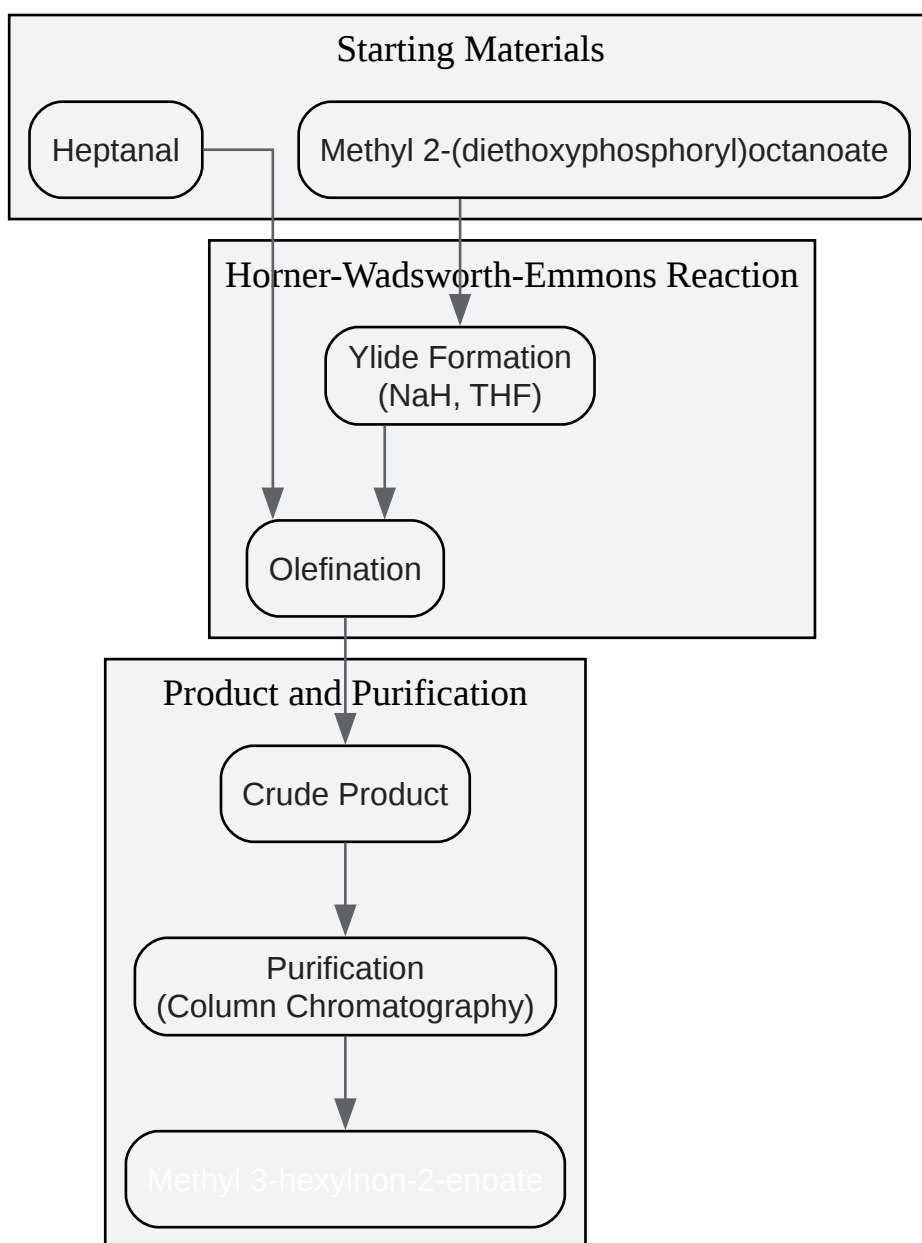 Starting Materials
Heptanal
Methyl 2-(diethoxyphosphoryl)octanoate
Horner-Wadsworth-Emmons Reaction
Ylide Formation
(NaH, THF)
Olefination
Product and Purification
Crude Product
Purification
(Column Chromatography)
Methyl 3-hexylnon-2-enoate